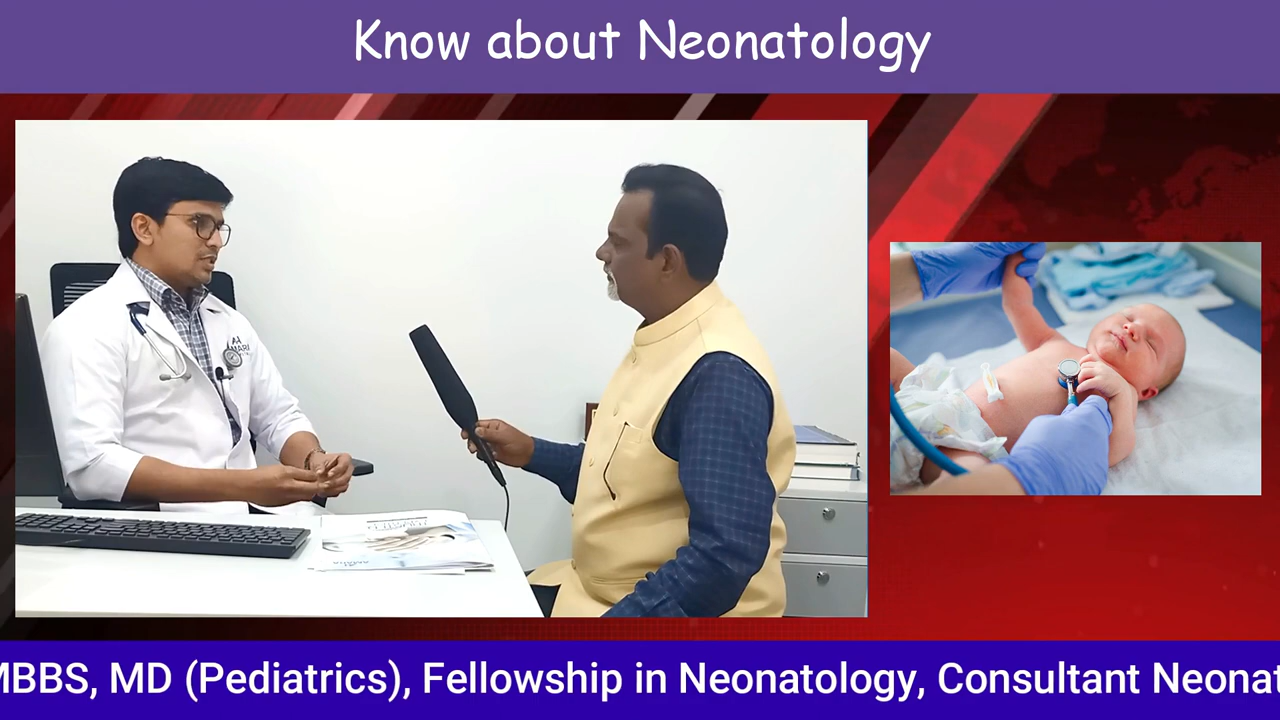 Know about Neonatology
MBBS, MD (Pediatrics), Fellowship in Neonatology, Consultant Neonat